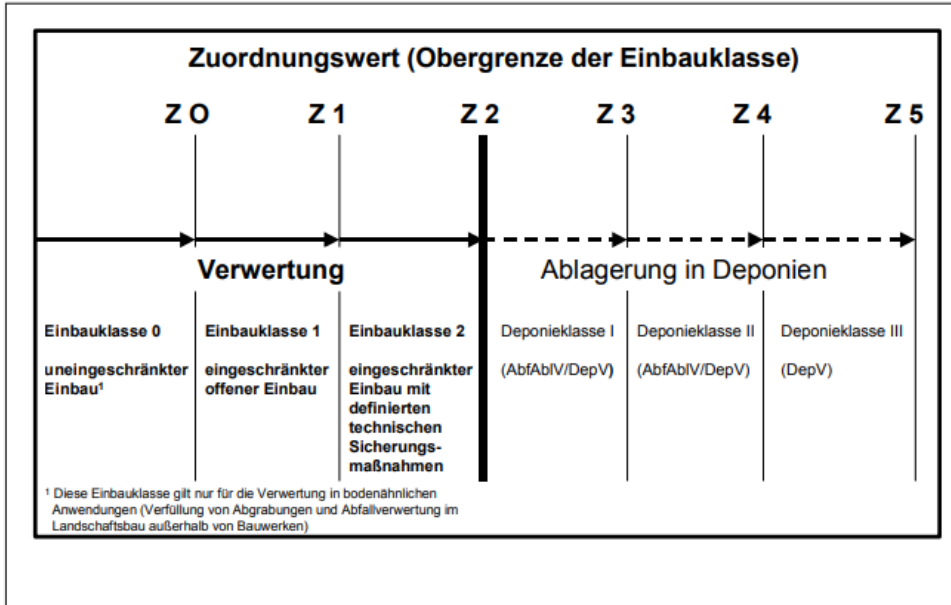 Zuordnungswert (Obergrenze der Einbauklasse)
Z 0 Z 1 Z 2 Z 3 Z 4 Z 5
Verwertung Ablagerung in Deponien
Einbauklasse 0
uneingeschränkter
Einbau¹
Einbauklasse 1
eingeschränkter
offener Einbau
Einbauklasse 2
eingeschränkter
Einbau mit
definierten
technischen
Sicherungs-
maßnahmen
Deponieklasse I
(AbfAblV/DepV)
Deponieklasse II
(AbfAblV/DepV)
Deponieklasse III
(DepV)
¹ Diese Einbauklasse gilt nur für die Verwertung in bodenähnlichen
Anwendungen (Verfüllung von Abgrabungen und Abfallverwertung im
Landschaftsbau außerhalb von Bauwerken)